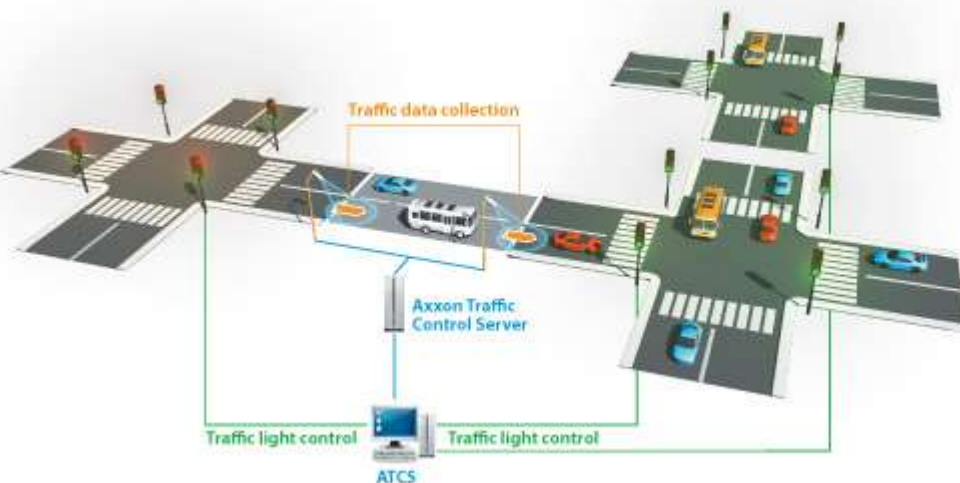 Traffic data collection
Axxon Traffic
Control Server
Traffic light control
Traffic light control
ATCS